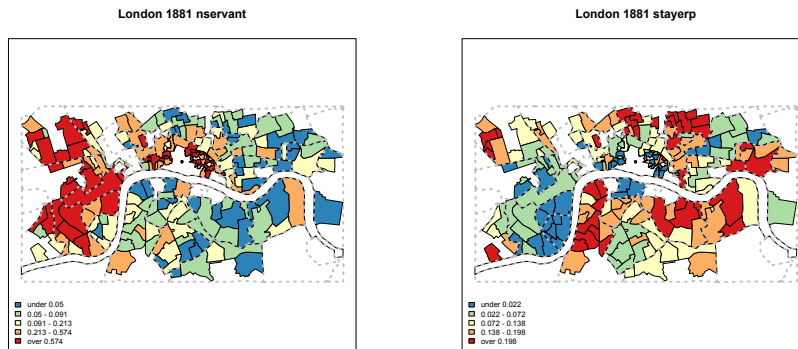 London 1881 nservant
under 0.05
0.05 - 0.091
0.091 - 0.213
0.213 - 0.574
over 0.574
London 1881 stayerp
under 0.022
0.022 - 0.072
0.072 - 0.138
0.138 - 0.198
over 0.198